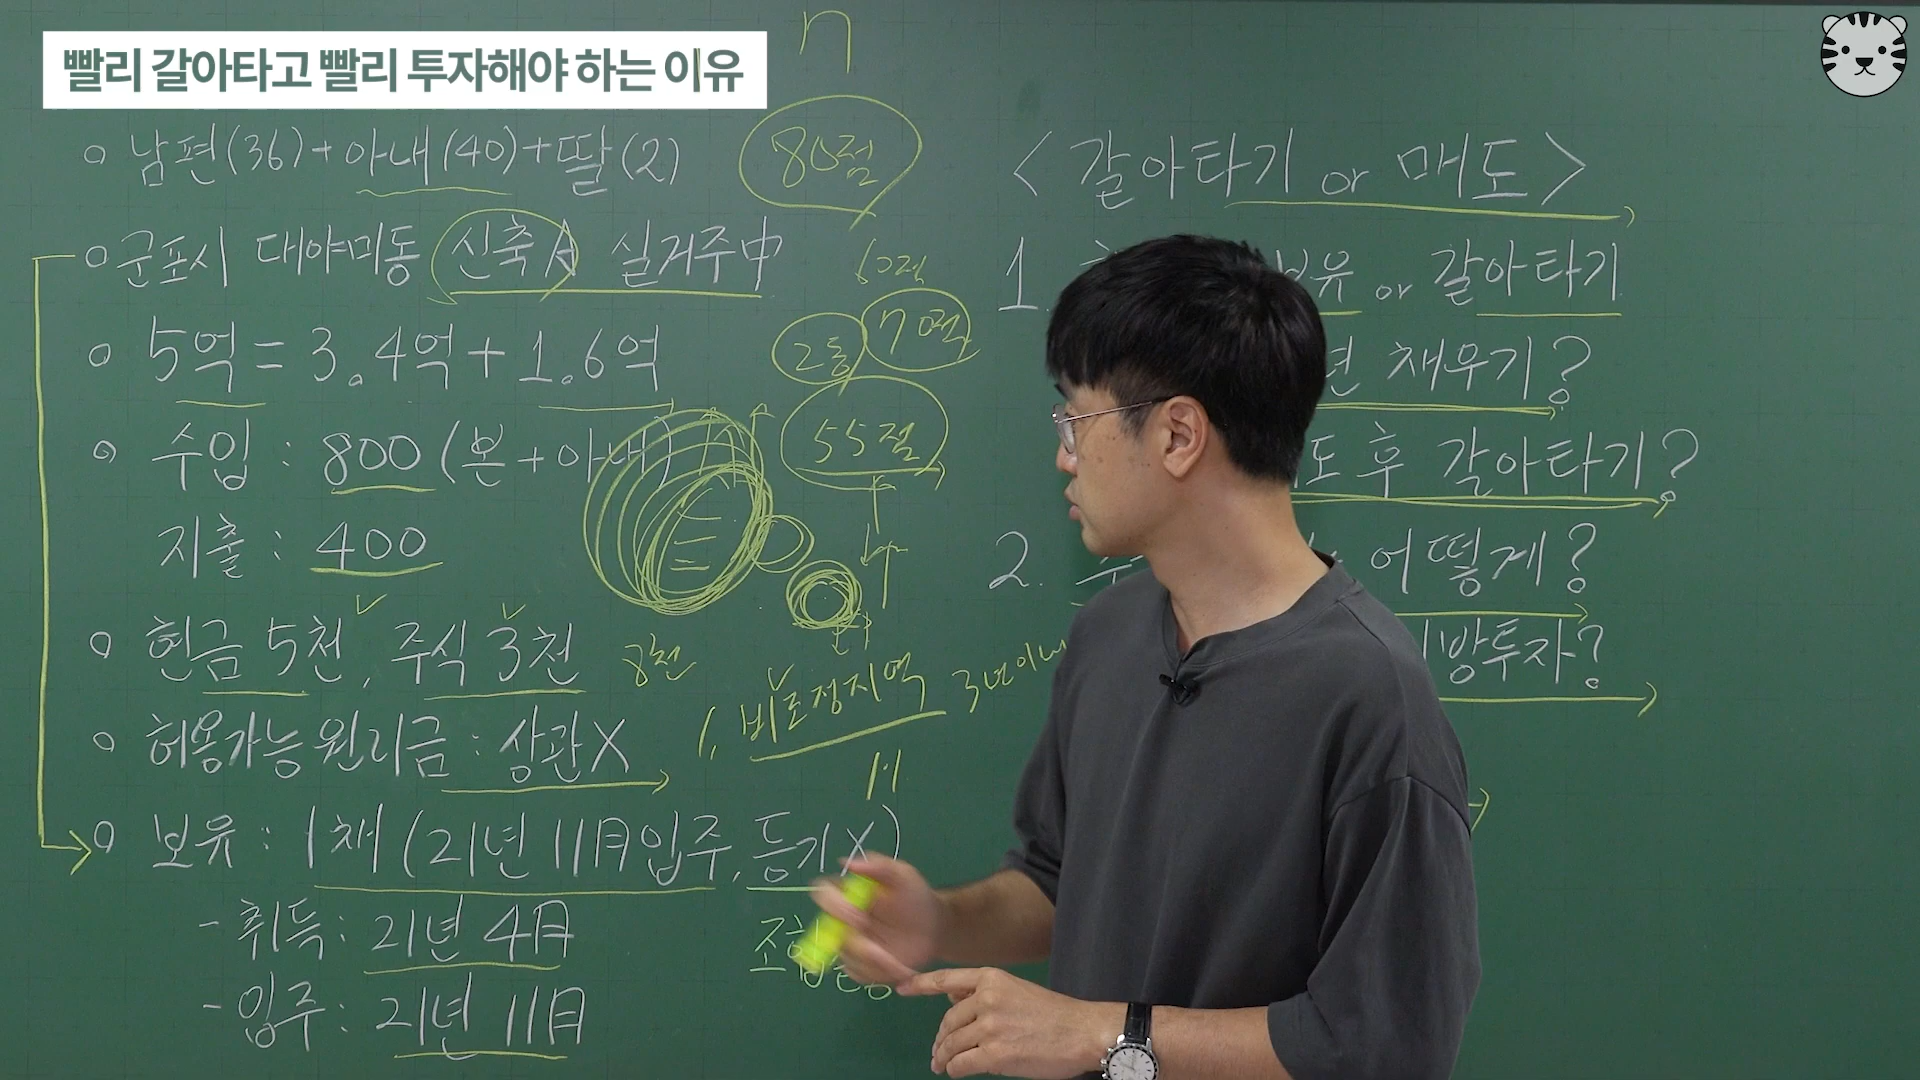 빨리 갈아타고 빨리 투자해야 하는 이유
n
◦ 남편(36)+아내(40)+딸(2)
80점
◦ 군포시 대야미동 신축A 실거주中
60점
◦ 5억 = 3.4억 + 1.6억
2등
7억
55점
◦ 수입 : 800 (본+아내)
지출 : 400
◦ 현금 5천, 주식 3천
8천
1. 비조정지역 3년이내
◦ 허용가능 원리금 : 상관X
◦ 보유 : 1채 (21년 11月입주, 등기X)
- 취득 : 21년 4月
- 입주 : 21년 11月
<갈아타기 or 매도>
1. 보유 or 갈아타기
년 채우기?
도 후 갈아타기?
2. 어떻게?
방투자?